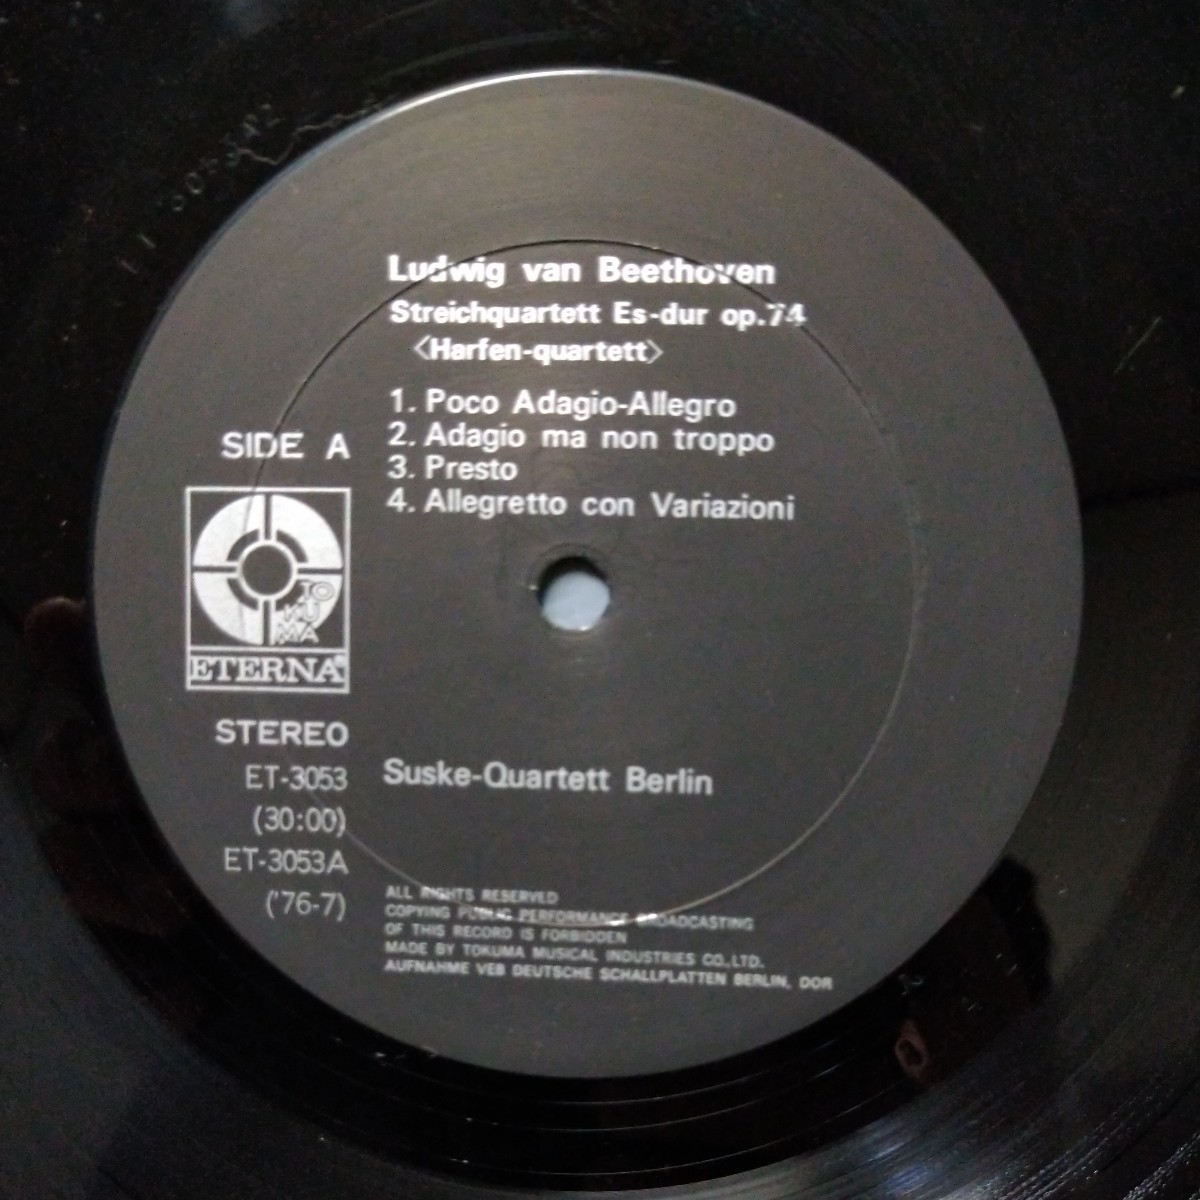 Ludwig van Beethoven
Streichquartett Es-dur op.74
〈Harfen-quartett〉
1. Poco Adagio-Allegro
2. Adagio ma non troppo
3. Presto
4. Allegretto con Variazioni
SIDE A
TO
KU
MA
ETERNA®
STEREO
ET-3053
(30:00)
ET-3053A
('76-7)
Suske-Quartett Berlin
ALL RIGHTS RESERVED
COPYING PUBLIC PERFORMANCE BROADCASTING
OF THIS RECORD IS FORBIDDEN
MADE BY TOKUMA MUSICAL INDUSTRIES CO.,LTD.
AUFNAHME VEB DEUTSCHE SCHALLPLATTEN BERLIN, DDR